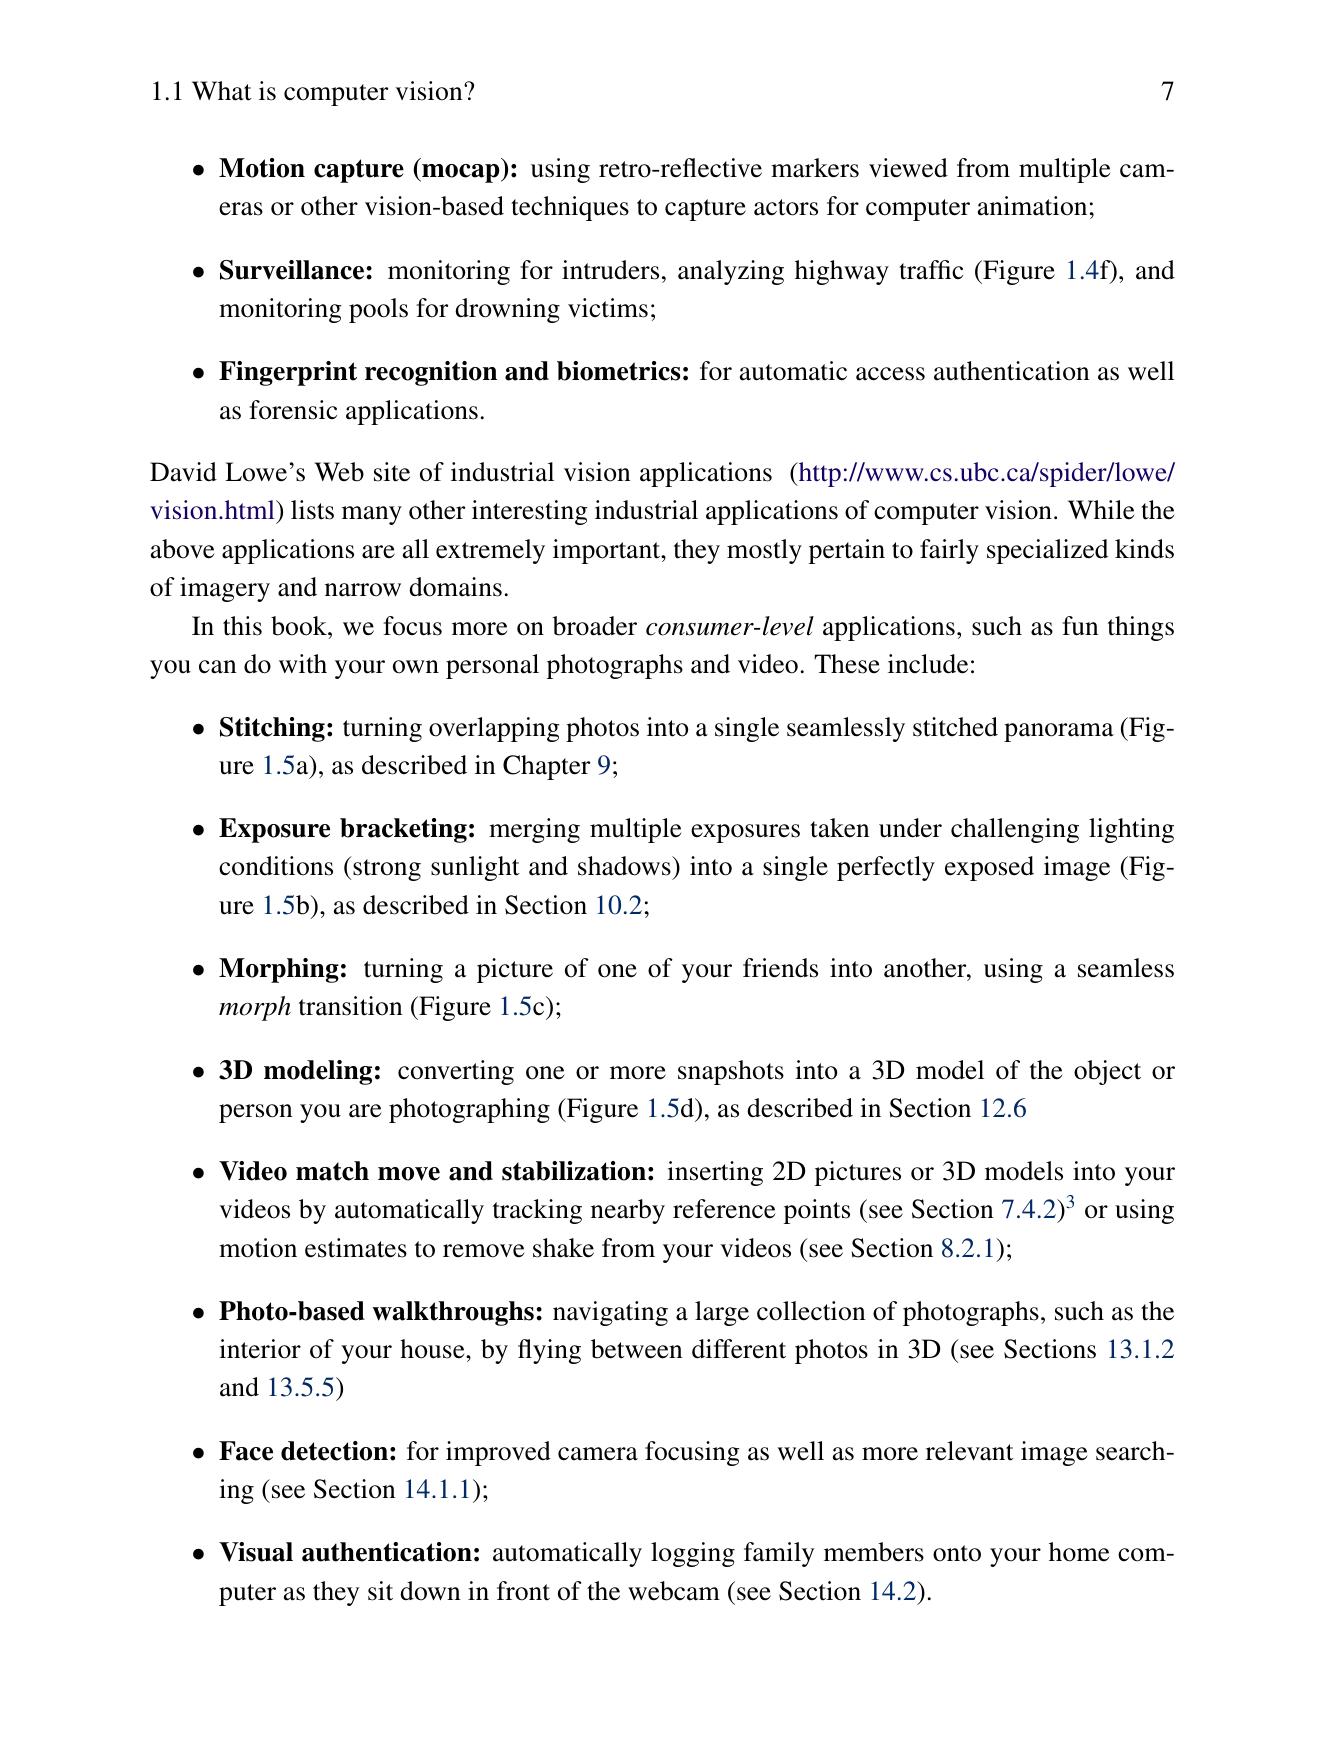 1.1 What is computer vision? 7
• Motion capture (mocap): using retro-reflective markers viewed from multiple cam-
eras or other vision-based techniques to capture actors for computer animation;
• Surveillance: monitoring for intruders, analyzing highway traffic (Figure 1.4f), and
monitoring pools for drowning victims;
• Fingerprint recognition and biometrics: for automatic access authentication as well
as forensic applications.
David Lowe’s Web site of industrial vision applications (http://www.cs.ubc.ca/spider/lowe/
vision.html) lists many other interesting industrial applications of computer vision. While the
above applications are all extremely important, they mostly pertain to fairly specialized kinds
of imagery and narrow domains.
In this book, we focus more on broader consumer-level applications, such as fun things
you can do with your own personal photographs and video. These include:
• Stitching: turning overlapping photos into a single seamlessly stitched panorama (Fig-
ure 1.5a), as described in Chapter 9;
• Exposure bracketing: merging multiple exposures taken under challenging lighting
conditions (strong sunlight and shadows) into a single perfectly exposed image (Fig-
ure 1.5b), as described in Section 10.2;
• Morphing: turning a picture of one of your friends into another, using a seamless
morph transition (Figure 1.5c);
• 3D modeling: converting one or more snapshots into a 3D model of the object or
person you are photographing (Figure 1.5d), as described in Section 12.6
• Video match move and stabilization: inserting 2D pictures or 3D models into your
videos by automatically tracking nearby reference points (see Section 7.4.2)³ or using
motion estimates to remove shake from your videos (see Section 8.2.1);
• Photo-based walkthroughs: navigating a large collection of photographs, such as the
interior of your house, by flying between different photos in 3D (see Sections 13.1.2
and 13.5.5)
• Face detection: for improved camera focusing as well as more relevant image search-
ing (see Section 14.1.1);
• Visual authentication: automatically logging family members onto your home com-
puter as they sit down in front of the webcam (see Section 14.2).